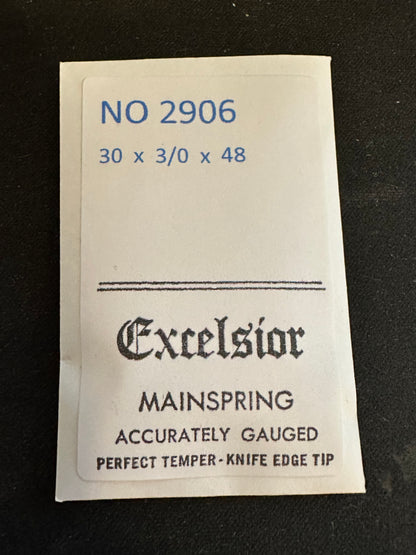 NO 2906
30 x 3/0 x 48
Excelsior
MAINSPRING
ACCURATELY GAUGED
PERFECT TEMPER - KNIFE EDGE TIP